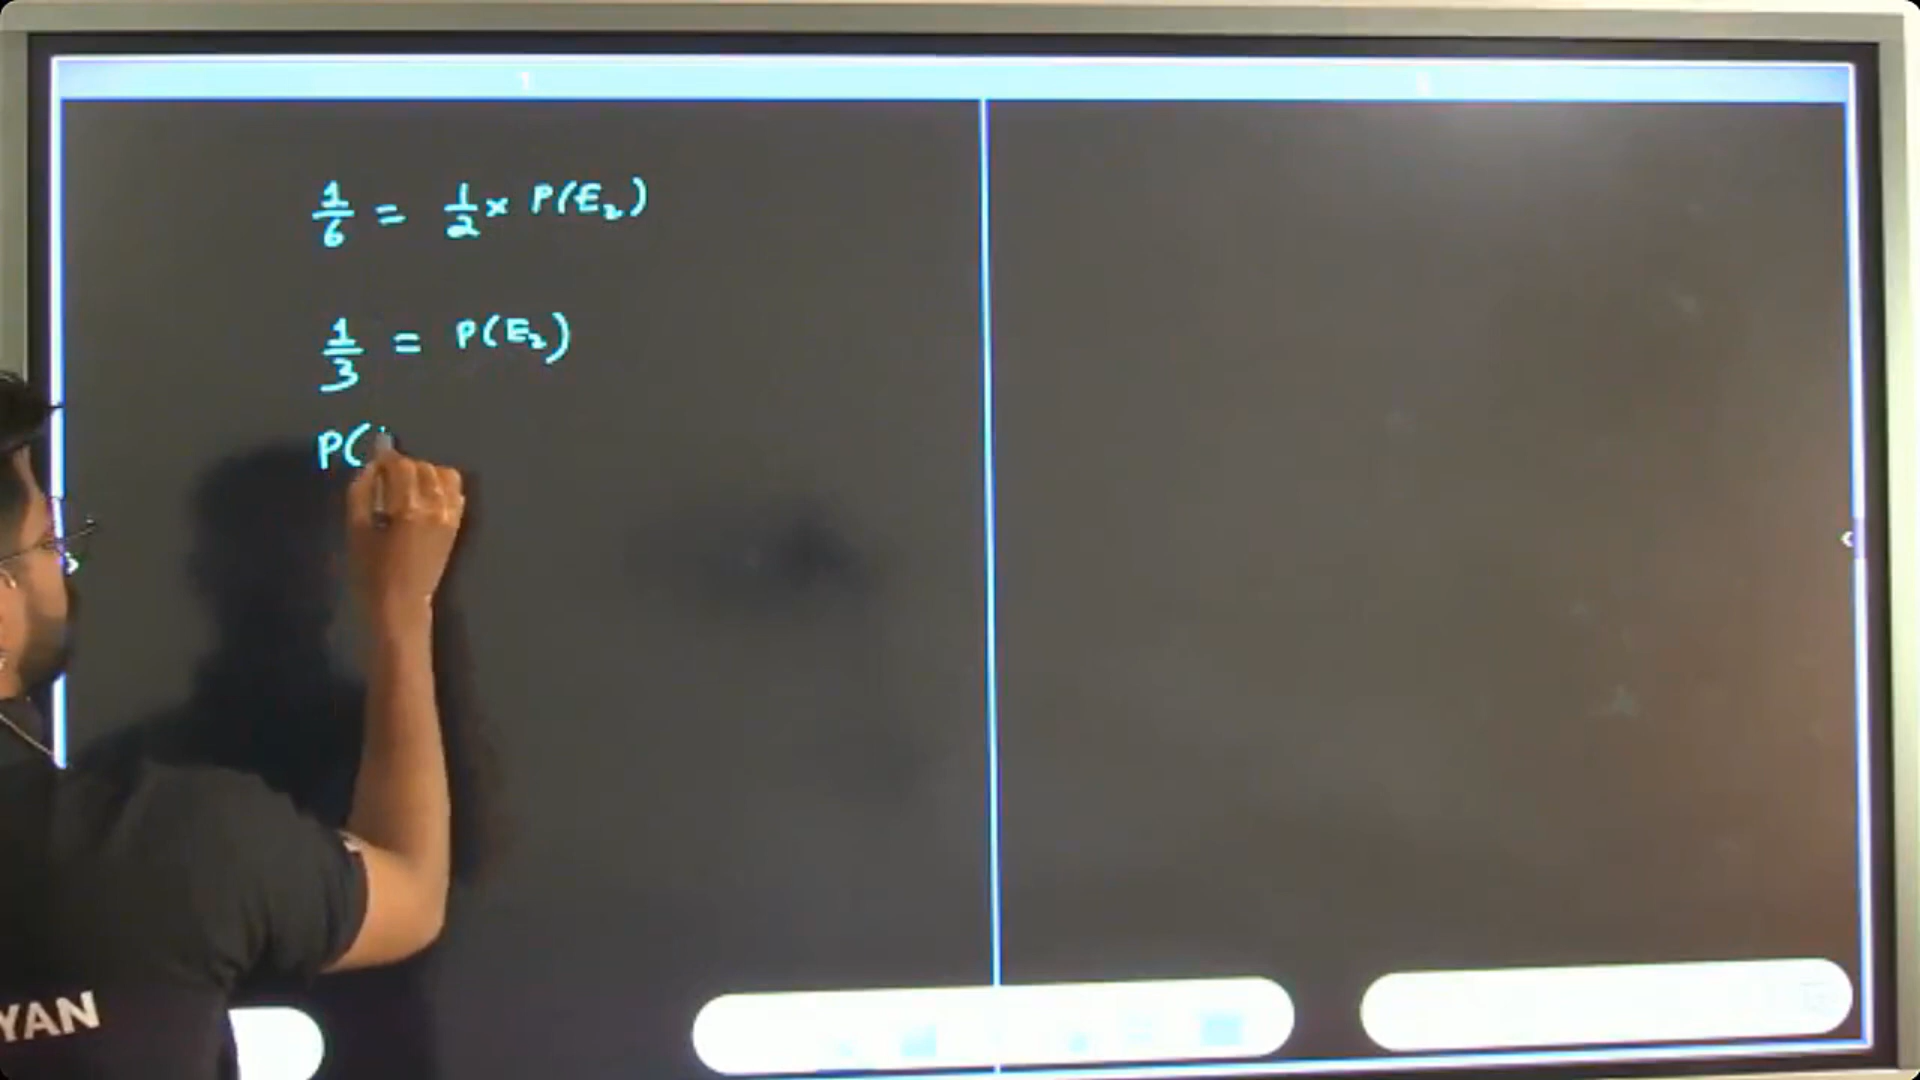 1/6 = 1/2 × P(E₂)
1/3 = P(E₂)
P(
YAN